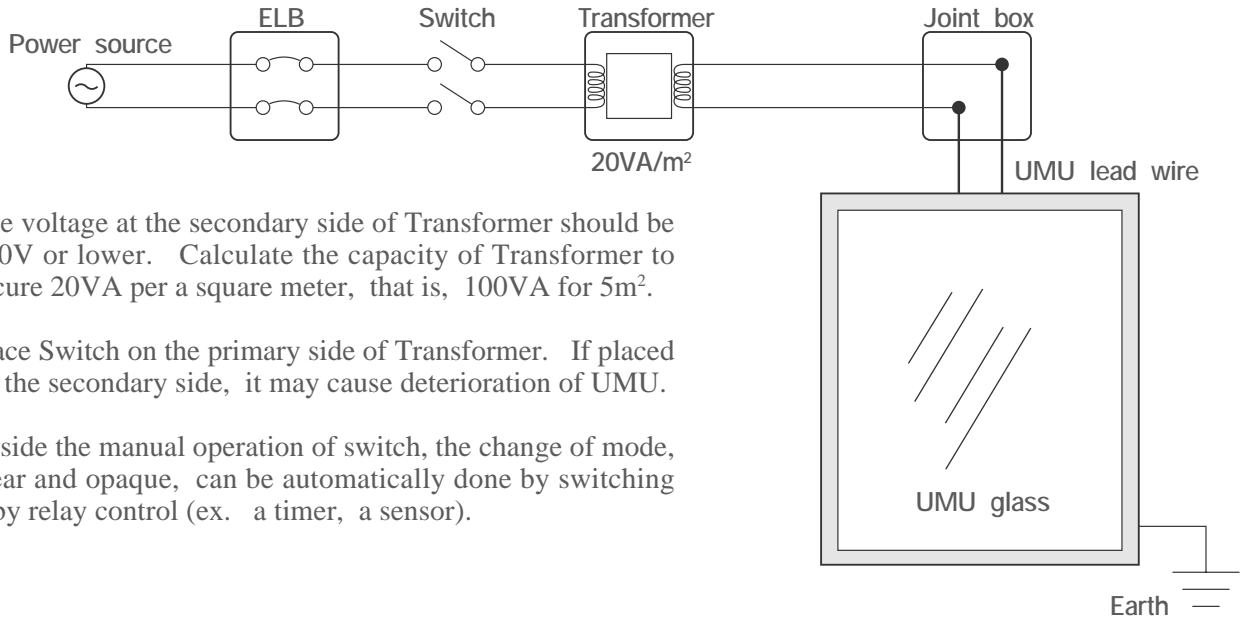 ELB
Switch
Transformer
Joint box
Power source
20VA/m²
UMU lead wire
e voltage at the secondary side of Transformer should be
0V or lower. Calculate the capacity of Transformer to
cure 20VA per a square meter, that is, 100VA for 5m².
ace Switch on the primary side of Transformer. If placed
the secondary side, it may cause deterioration of UMU.
side the manual operation of switch, the change of mode,
ear and opaque, can be automatically done by switching
by relay control (ex. a timer, a sensor).
UMU glass
Earth